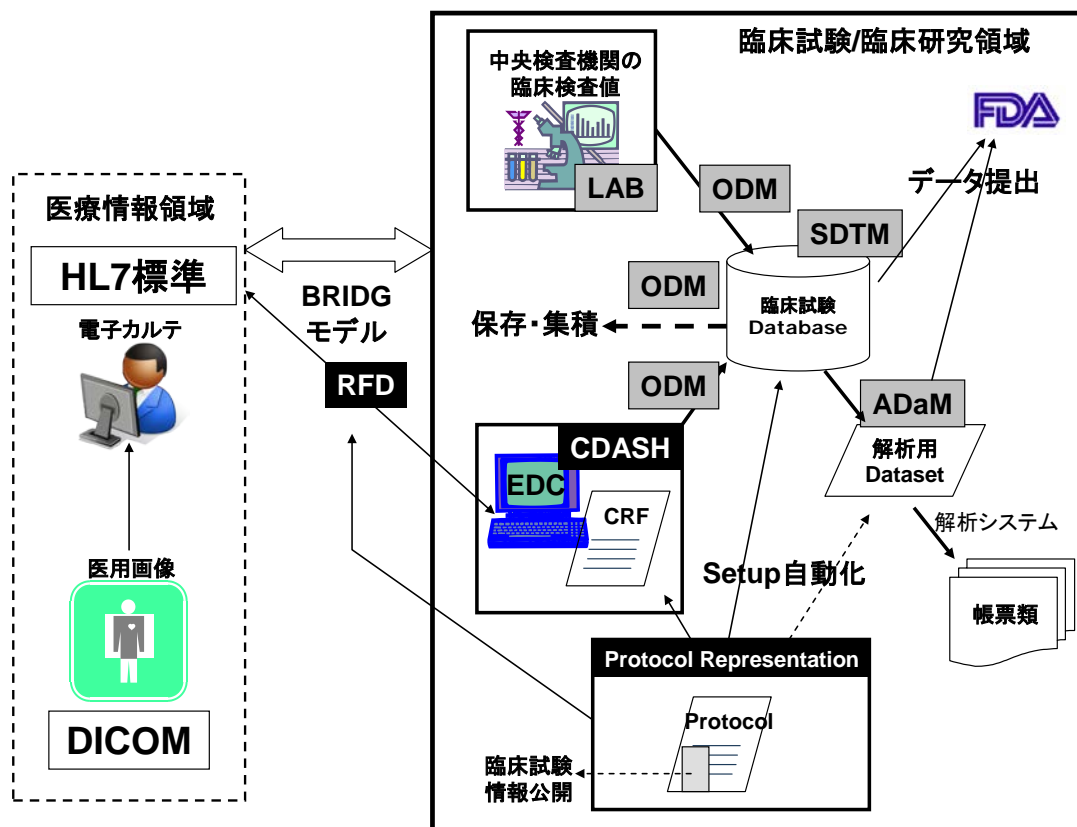 臨床試験/臨床研究領域
中央検査機関の
臨床検査値
LAB
ODM
FDA
データ提出
SDTM
医療情報領域
HL7標準
電子カルテ
BRIDG
モデル
RFD
ODM
保存・集積
臨床試験
Database
ODM
ADaM
解析用
Dataset
CDASH
EDC
CRF
解析システム
Setup自動化
帳票類
医用画像
DICOM
Protocol Representation
Protocol
臨床試験
情報公開